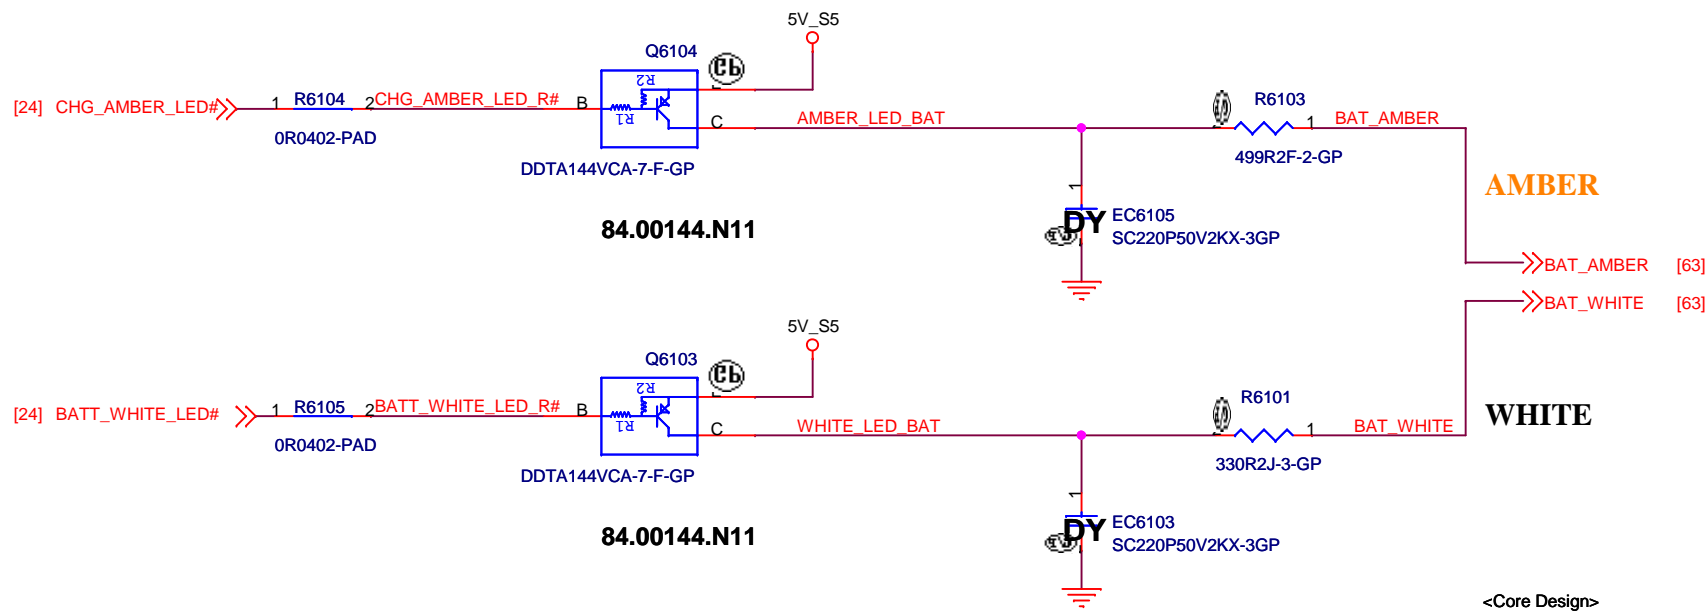 5V_S5
Q6104
R2
R1
B
C
[24] CHG_AMBER_LED#
1 R6104 2
CHG_AMBER_LED_R#
0R0402-PAD
DDTA144VCA-7-F-GP
84.00144.N11
AMBER_LED_BAT
R6103
1
BAT_AMBER
499R2F-2-GP
AMBER
1
DY
EC6105
SC220P50V2KX-3GP
BAT_AMBER [63]
BAT_WHITE [63]
5V_S5
Q6103
R2
R1
B
C
[24] BATT_WHITE_LED#
1 R6105 2
BATT_WHITE_LED_R#
0R0402-PAD
DDTA144VCA-7-F-GP
84.00144.N11
WHITE_LED_BAT
R6101
1
BAT_WHITE
330R2J-3-GP
WHITE
1
DY
EC6103
SC220P50V2KX-3GP
<Core Design>